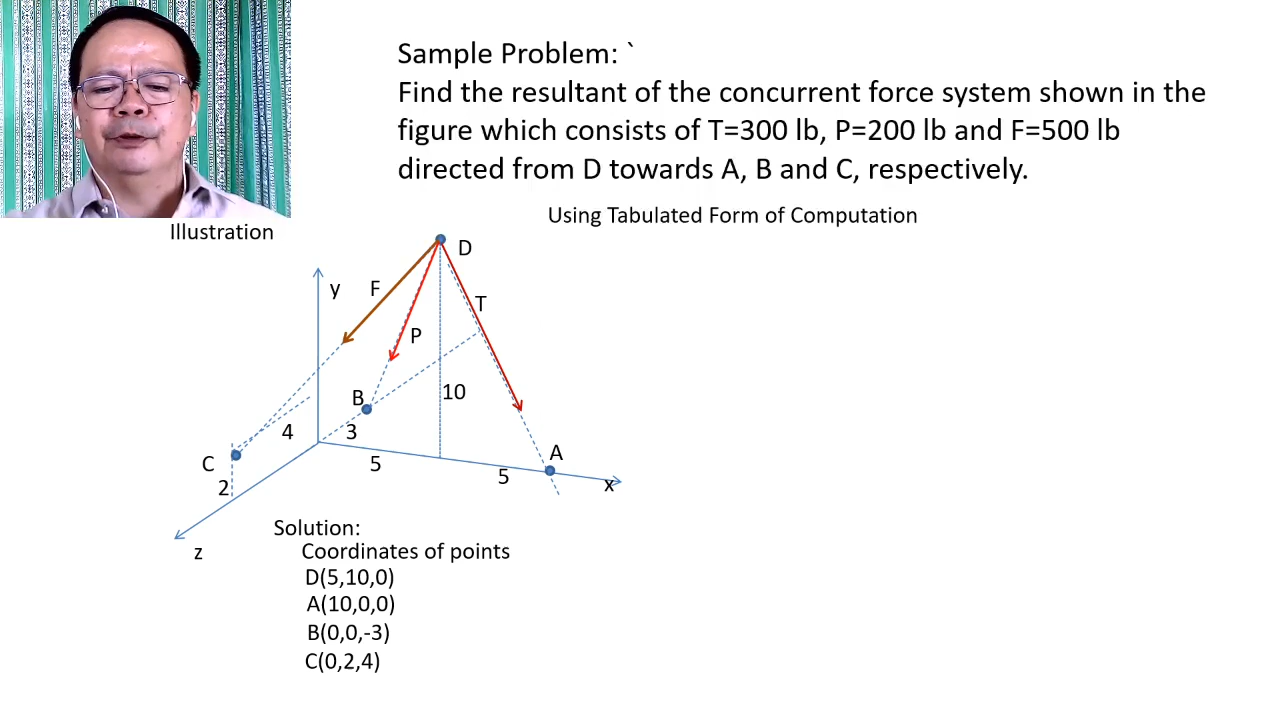 Sample Problem: `
Find the resultant of the concurrent force system shown in the
figure which consists of T=300 lb, P=200 lb and F=500 lb
directed from D towards A, B and C, respectively.
Using Tabulated Form of Computation
Illustration
D
y
F
T
P
B
10
4
3
C
5
A
2
5
x
z
Solution:
Coordinates of points
D(5,10,0)
A(10,0,0)
B(0,0,-3)
C(0,2,4)